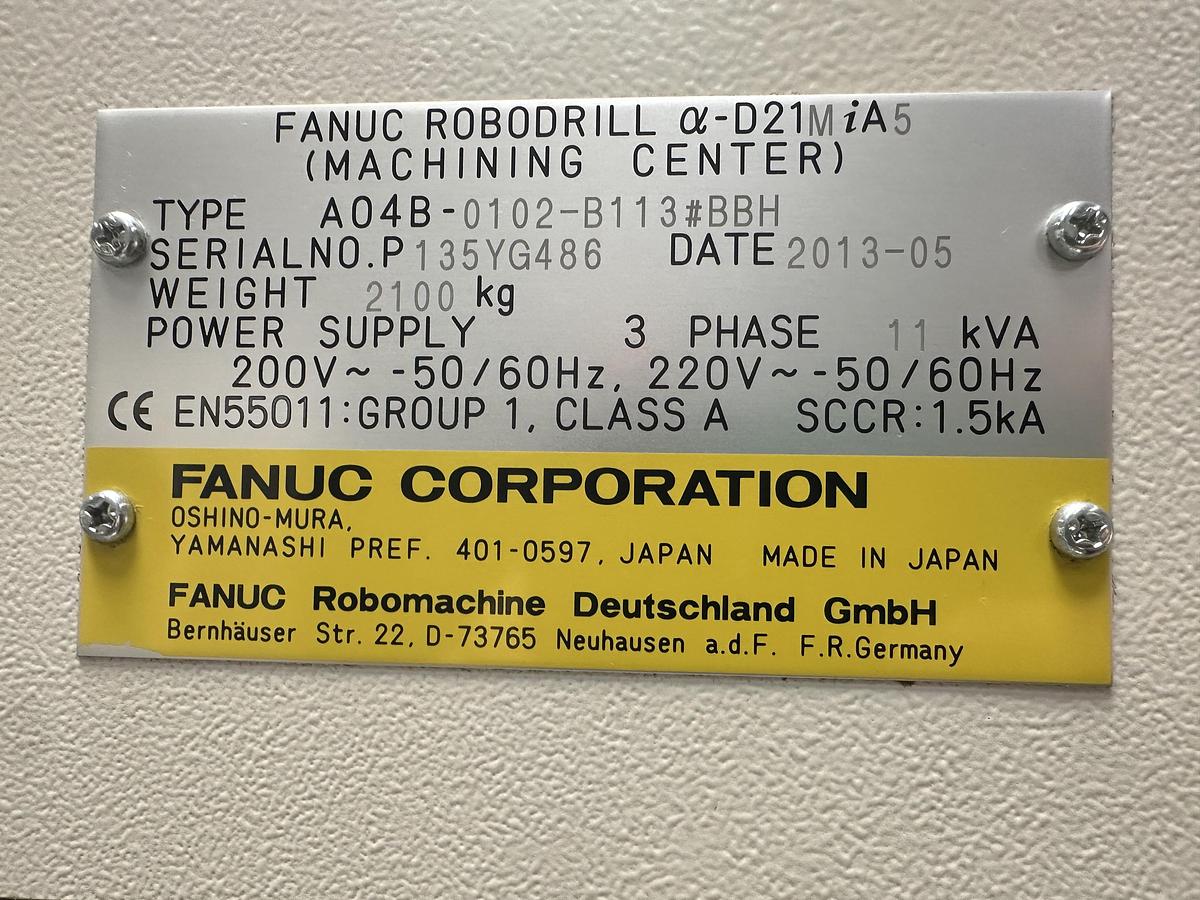 FANUC ROBODRILL α-D21MiA5
(MACHINING CENTER)
TYPE A04B-0102-B113#BBH
SERIALNO.P135YG486 DATE 2013-05
WEIGHT 2100 kg
POWER SUPPLY 3 PHASE 11 kVA
200V~ -50/60Hz, 220V~-50/60Hz
CE EN55011:GROUP 1, CLASS A SCCR:1.5kA
FANUC CORPORATION
OSHINO-MURA,
YAMANASHI PREF. 401-0597, JAPAN MADE IN JAPAN
FANUC Robomachine Deutschland GmbH
Bernhäuser Str. 22, D-73765 Neuhausen a.d.F. F.R.Germany